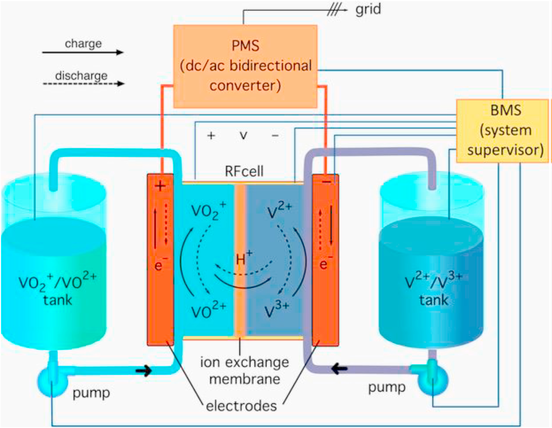 grid
charge
discharge
PMS
(dc/ac bidirectional
converter)
BMS
(system
supervisor)
+ V −
RFcell
+
−
VO₂⁺
V²⁺
e⁻
H⁺
e⁻
VO²⁺
V³⁺
VO₂⁺/VO²⁺
tank
V²⁺/V³⁺
tank
ion exchange
membrane
pump
pump
electrodes